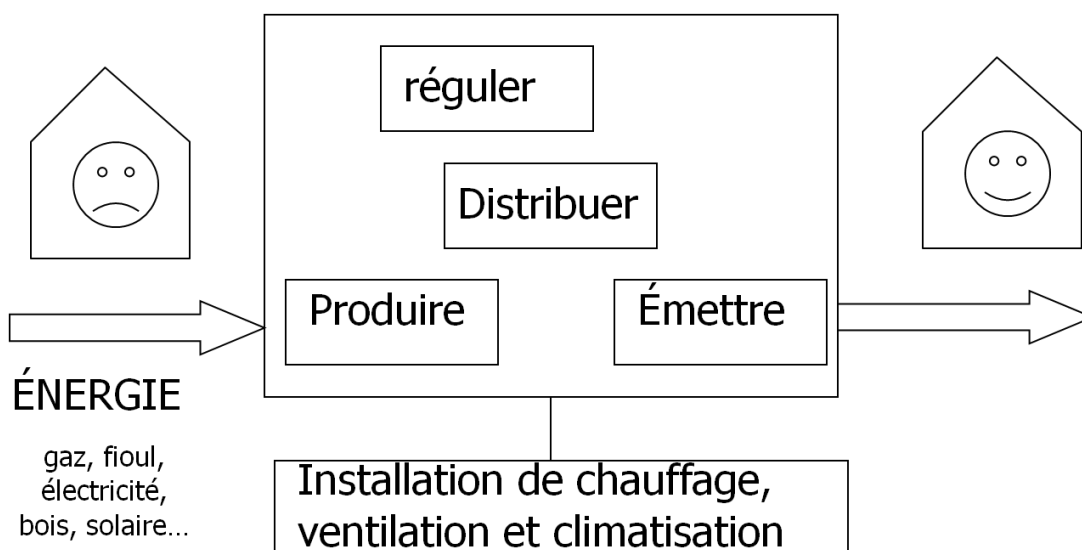 réguler
Distribuer
Produire
Émettre
ÉNERGIE
gaz, fioul,
électricité,
bois, solaire...
Installation de chauffage,
ventilation et climatisation